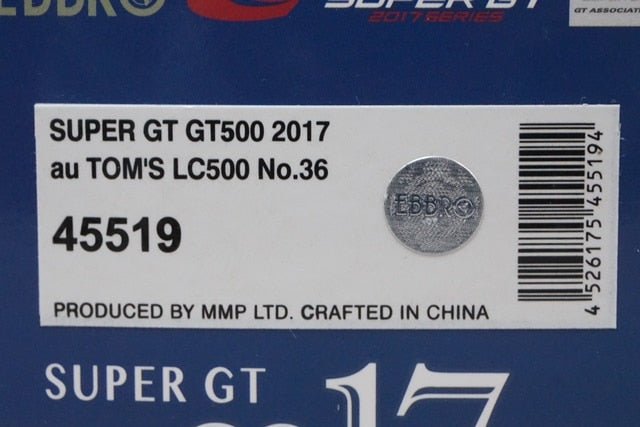 EBBRO
SUPER GT
2017 SERIES
GT ASSOCIATI
SUPER GT GT500 2017
au TOM'S LC500 No.36
EBBRO
45519
4 526175 455194
PRODUCED BY MMP LTD. CRAFTED IN CHINA
SUPER GT
17